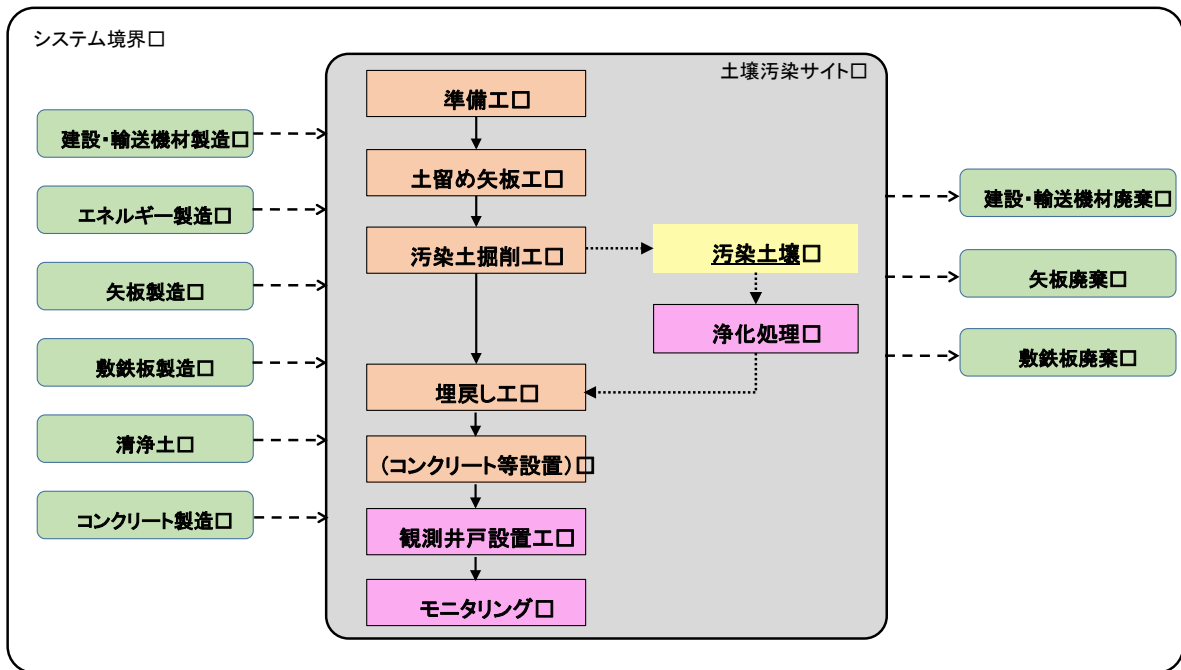 システム境界□
土壌汚染サイト□
建設・輸送機材製造□
エネルギー製造□
矢板製造□
敷鉄板製造□
清浄土□
コンクリート製造□
準備工□
土留め矢板工□
汚染土掘削工□
汚染土壌□
浄化処理□
埋戻し工□
（コンクリート等設置）□
観測井戸設置工□
モニタリング□
建設・輸送機材廃棄□
矢板廃棄□
敷鉄板廃棄□